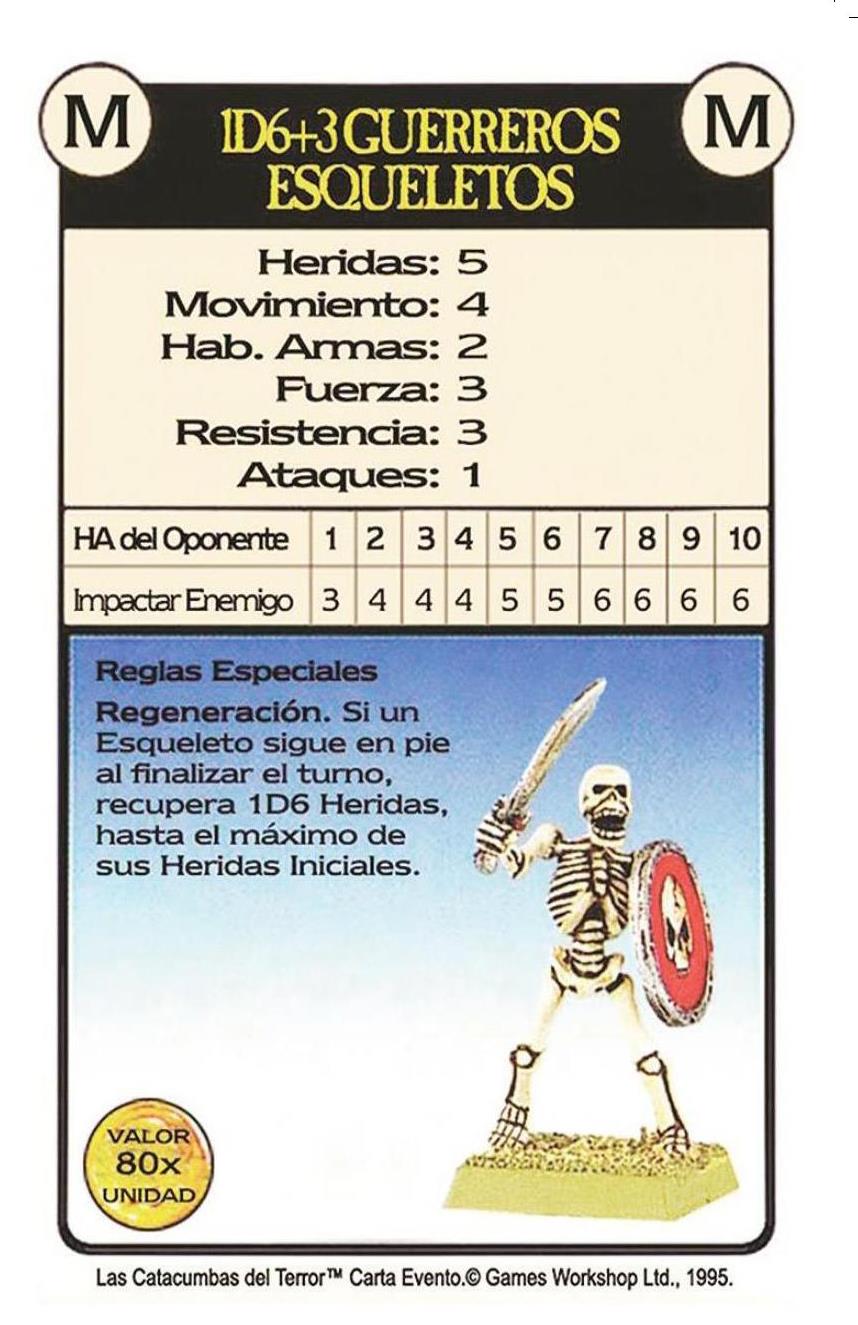 M
1D6+3 GUERREROS
ESQUELETOS
M
Heridas: 5
Movimiento: 4
Hab. Armas: 2
Fuerza: 3
Resistencia: 3
Ataques: 1
HA del Oponente 1 2 3 4 5 6 7 8 9 10
Impactar Enemigo 3 4 4 4 5 5 6 6 6 6
Reglas Especiales
Regeneración. Si un
Esqueleto sigue en pie
al finalizar el turno,
recupera 1D6 Heridas,
hasta el máximo de
sus Heridas Iniciales.
VALOR
80x
UNIDAD
Las Catacumbas del Terror™ Carta Evento.© Games Workshop Ltd., 1995.